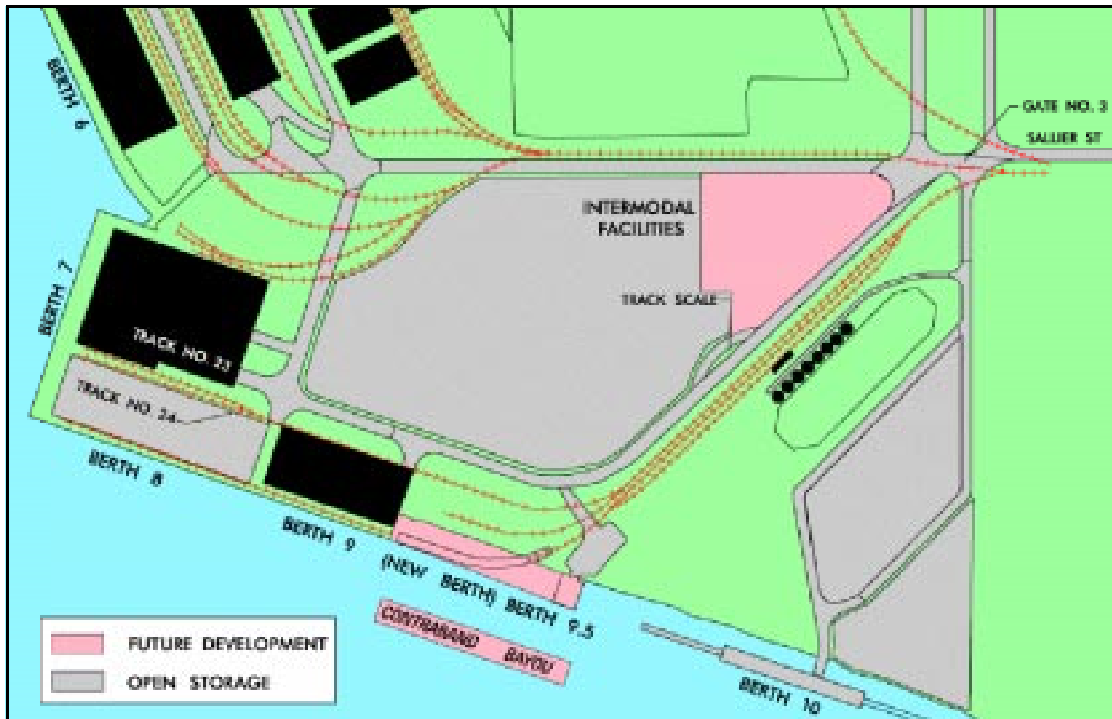 BERTH 6
GATE NO. 3
SALLIER ST
INTERMODAL
FACILITIES
TRACK SCALE
BERTH 7
TRACK NO. 23
TRACK NO. 24
BERTH 8
BERTH 9
(NEW BERTH) BERTH 9.5
CONTRABAND BAYOU
BERTH 10
FUTURE DEVELOPMENT
OPEN STORAGE